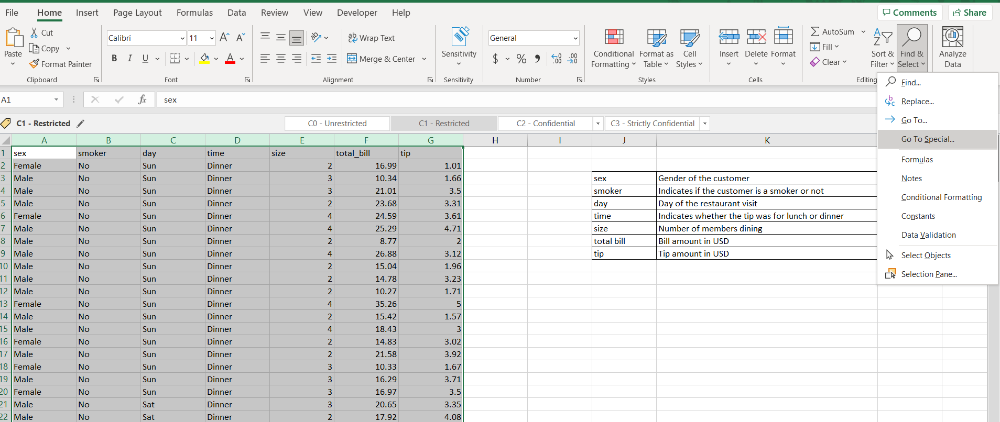 File Home Insert Page Layout Formulas Data Review View Developer Help Comments Share
Paste
Cut
Copy
Format Painter
Clipboard
Calibri 11
B I U A
Font
ab Wrap Text
Merge & Center
Alignment
Sensitivity
Sensitivity
General
$ % , .00 .00
Number
Conditional Formatting
Format as Table
Cell Styles
Styles
Insert Delete Format
Cells
AutoSum
Fill
Clear
Sort & Filter
Find & Select
Editing
Analyze Data
A1 fx sex
C1 - Restricted C0 - Unrestricted C1 - Restricted C2 - Confidential C3 - Strictly Confidential
A B C D E F G H I J K
1 sex smoker day time size total_bill tip
2 Female No Sun Dinner 2 16.99 1.01
3 Male No Sun Dinner 3 10.34 1.66
4 Male No Sun Dinner 3 21.01 3.5
5 Male No Sun Dinner 2 23.68 3.31
6 Female No Sun Dinner 4 24.59 3.61
7 Male No Sun Dinner 4 25.29 4.71
8 Male No Sun Dinner 2 8.77 2
9 Male No Sun Dinner 4 26.88 3.12
10 Male No Sun Dinner 2 15.04 1.96
11 Male No Sun Dinner 2 14.78 3.23
12 Male No Sun Dinner 2 10.27 1.71
13 Female No Sun Dinner 4 35.26 5
14 Male No Sun Dinner 2 15.42 1.57
15 Male No Sun Dinner 4 18.43 3
16 Female No Sun Dinner 2 14.83 3.02
17 Male No Sun Dinner 2 21.58 3.92
18 Female No Sun Dinner 3 10.33 1.67
19 Male No Sun Dinner 3 16.29 3.71
20 Female No Sun Dinner 3 16.97 3.5
21 Male No Sat Dinner 3 20.65 3.35
22 Male No Sat Dinner 2 17.92 4.08
sex Gender of the customer
smoker Indicates if the customer is a smoker or not
day Day of the restaurant visit
time Indicates whether the tip was for lunch or dinner
size Number of members dining
total bill Bill amount in USD
tip Tip amount in USD
Find...
Replace...
Go To...
Go To Special...
Formulas
Notes
Conditional Formatting
Constants
Data Validation
Select Objects
Selection Pane...